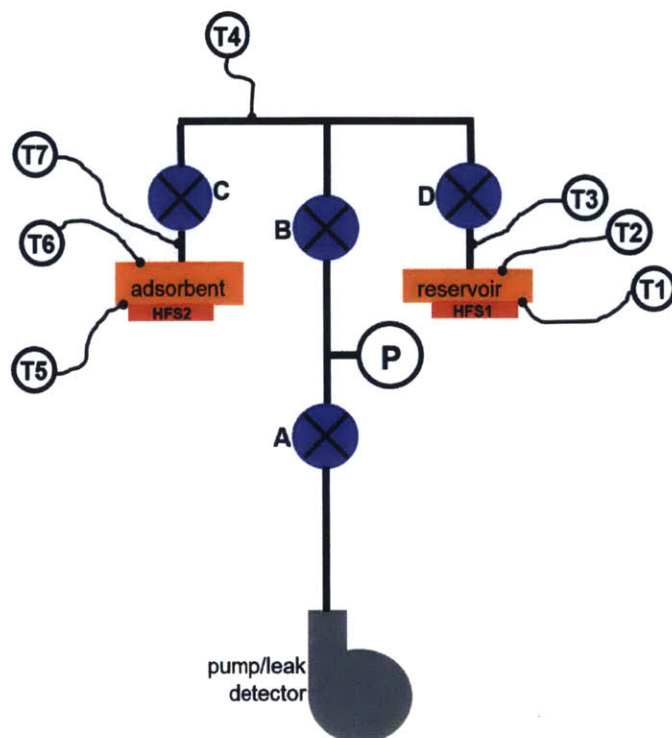 T4
T7
C
D
T3
T6
B
T2
adsorbent
reservoir
T1
HFS2
HFS1
T5
P
A
pump/leak
detector